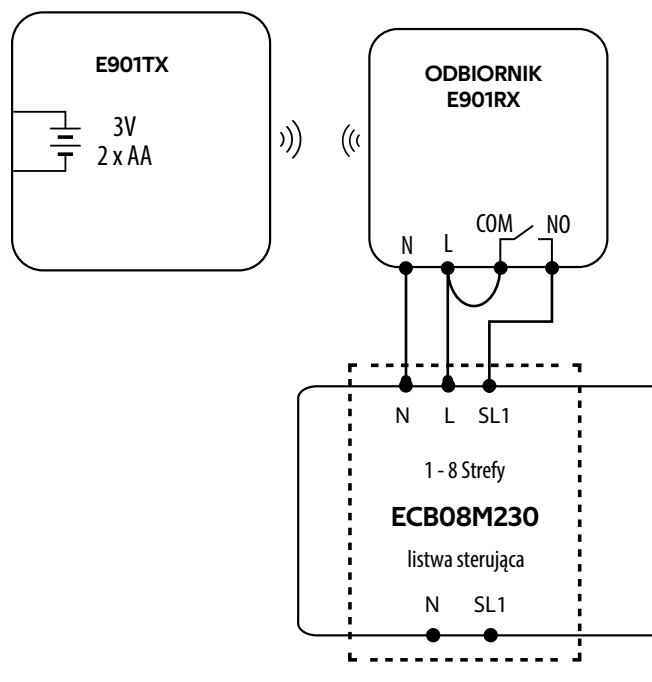 E901TX
3V
2 x AA
ODBIORNIK
E901RX
N L COM NO
N L SL1
1 - 8 Strefy
ECB08M230
listwa sterująca
N SL1